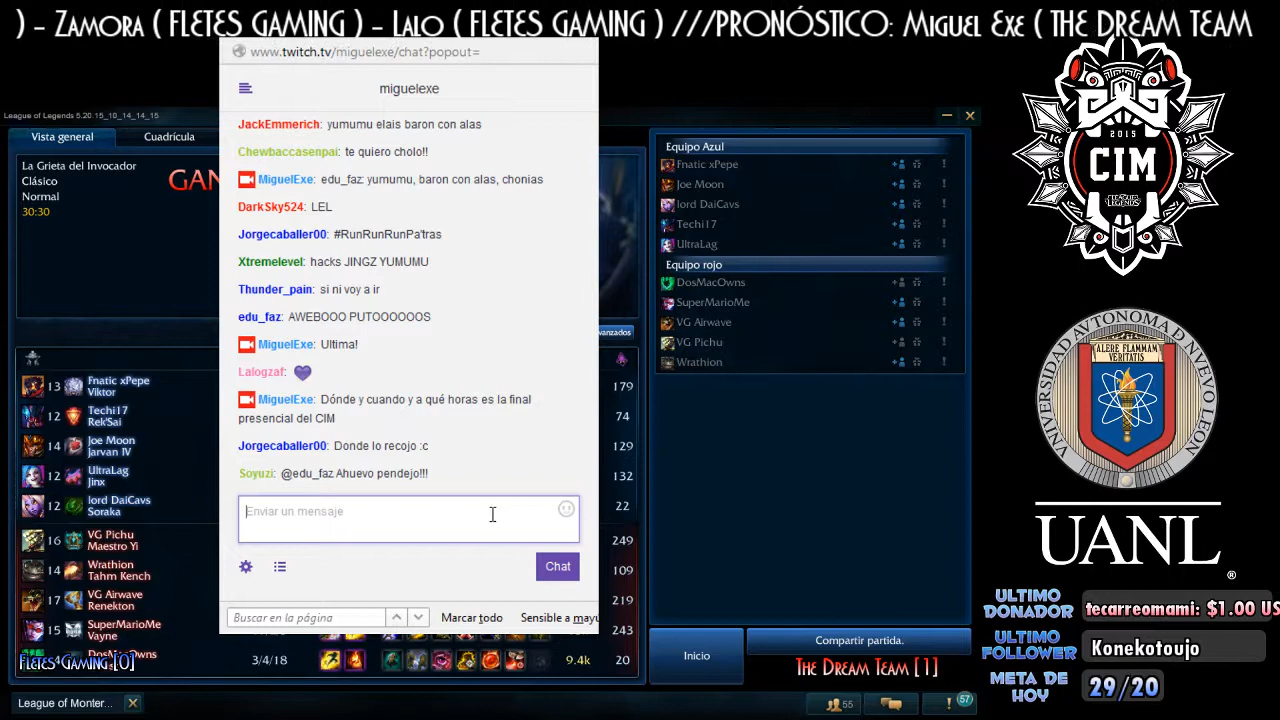 ) – Zamora ( FLETES GAMING ) – Lalo ( FLETES GAMING ) ///PRONÓSTICO: Miguel Exe ( THE DREAM TEAM
www.twitch.tv/miguelexe/chat?popout=
miguelexe
JackEmmerich: yumumu elais baron con alas
Chewbaccasenpai: te quiero cholo!!
MiguelExe: edu_faz: yumumu, baron con alas, chonias
DarkSky524: LEL
Jorgecaballer00: #RunRunRunPa'tras
Xtremelevel: hacks JINGZ YUMUMU
Thunder_pain: si ni voy a ir
edu_faz: AWEBOOO PUTOOOOOOS
MiguelExe: Ultima!
Lalogzaf:
MiguelExe: Dónde y cuando y a qué horas es la final
presencial del CIM
Jorgecaballer00: Donde lo recojo :c
Soyuzi: @edu_faz Ahuevo pendejo!!!
Enviar un mensaje
Chat
Buscar en la página
Marcar todo
Sensible a mayu
League of Legends 5.20.15_10_14_14_15
Vista general
Cuadrícula
La Grieta del Invocador
Clásico
Normal
30:30
GAN
avanzados
13 Fnatic xPepe
Viktor
179
12 Techi17
Rek'Sai
74
14 Joe Moon
Jarvan IV
129
12 UltraLag
Jinx
132
12 lord DaiCavs
Soraka
22
16 VG Pichu
Maestro Yi
249
14 Wrathion
Tahm Kench
109
17 VG Airwave
Renekton
219
15 SuperMarioMe
Vayne
243
DosMacOwns
3/4/18
9.4k
20
Fletes Gaming [0]
Equipo Azul
Fnatic xPepe
Joe Moon
lord DaiCavs
Techi17
UltraLag
Equipo rojo
DosMacOwns
SuperMarioMe
VG Airwave
VG Pichu
Wrathion
Inicio
Compartir partida.
The Dream Team [1]
League of Monter...
55
57
2015
CIM
LEGENDS
UNIVERSIDAD AVTONOMA DE NVEVO LEON
ALERE FLAMMAM
VERITATIS
UANL
®
ULTIMO
DONADOR
tecarreomami: $1.00 US
ULTIMO
FOLLOWER
Konekotoujo
META DE
HOY
29/20